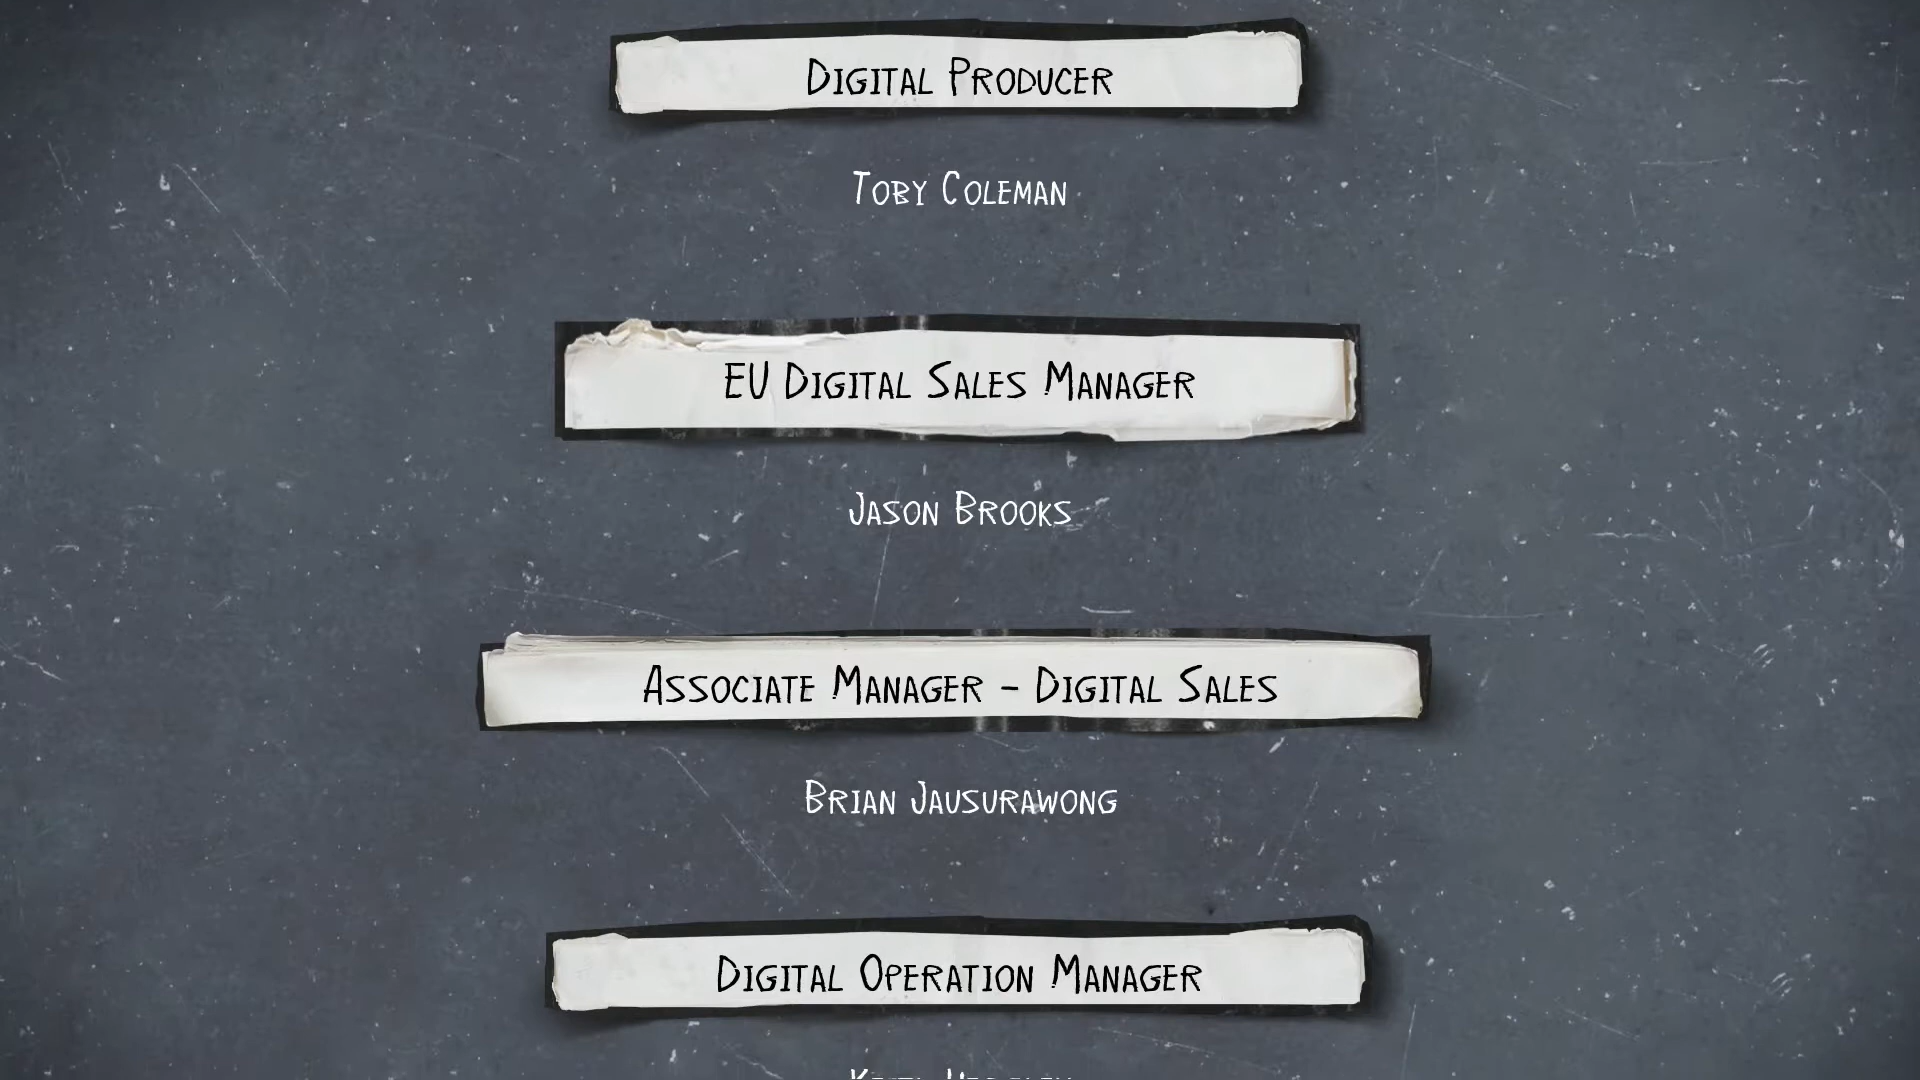 Digital Producer
Toby Coleman
EU Digital Sales Manager
Jason Brooks
Associate Manager - Digital Sales
Brian Jausurawong
Digital Operation Manager